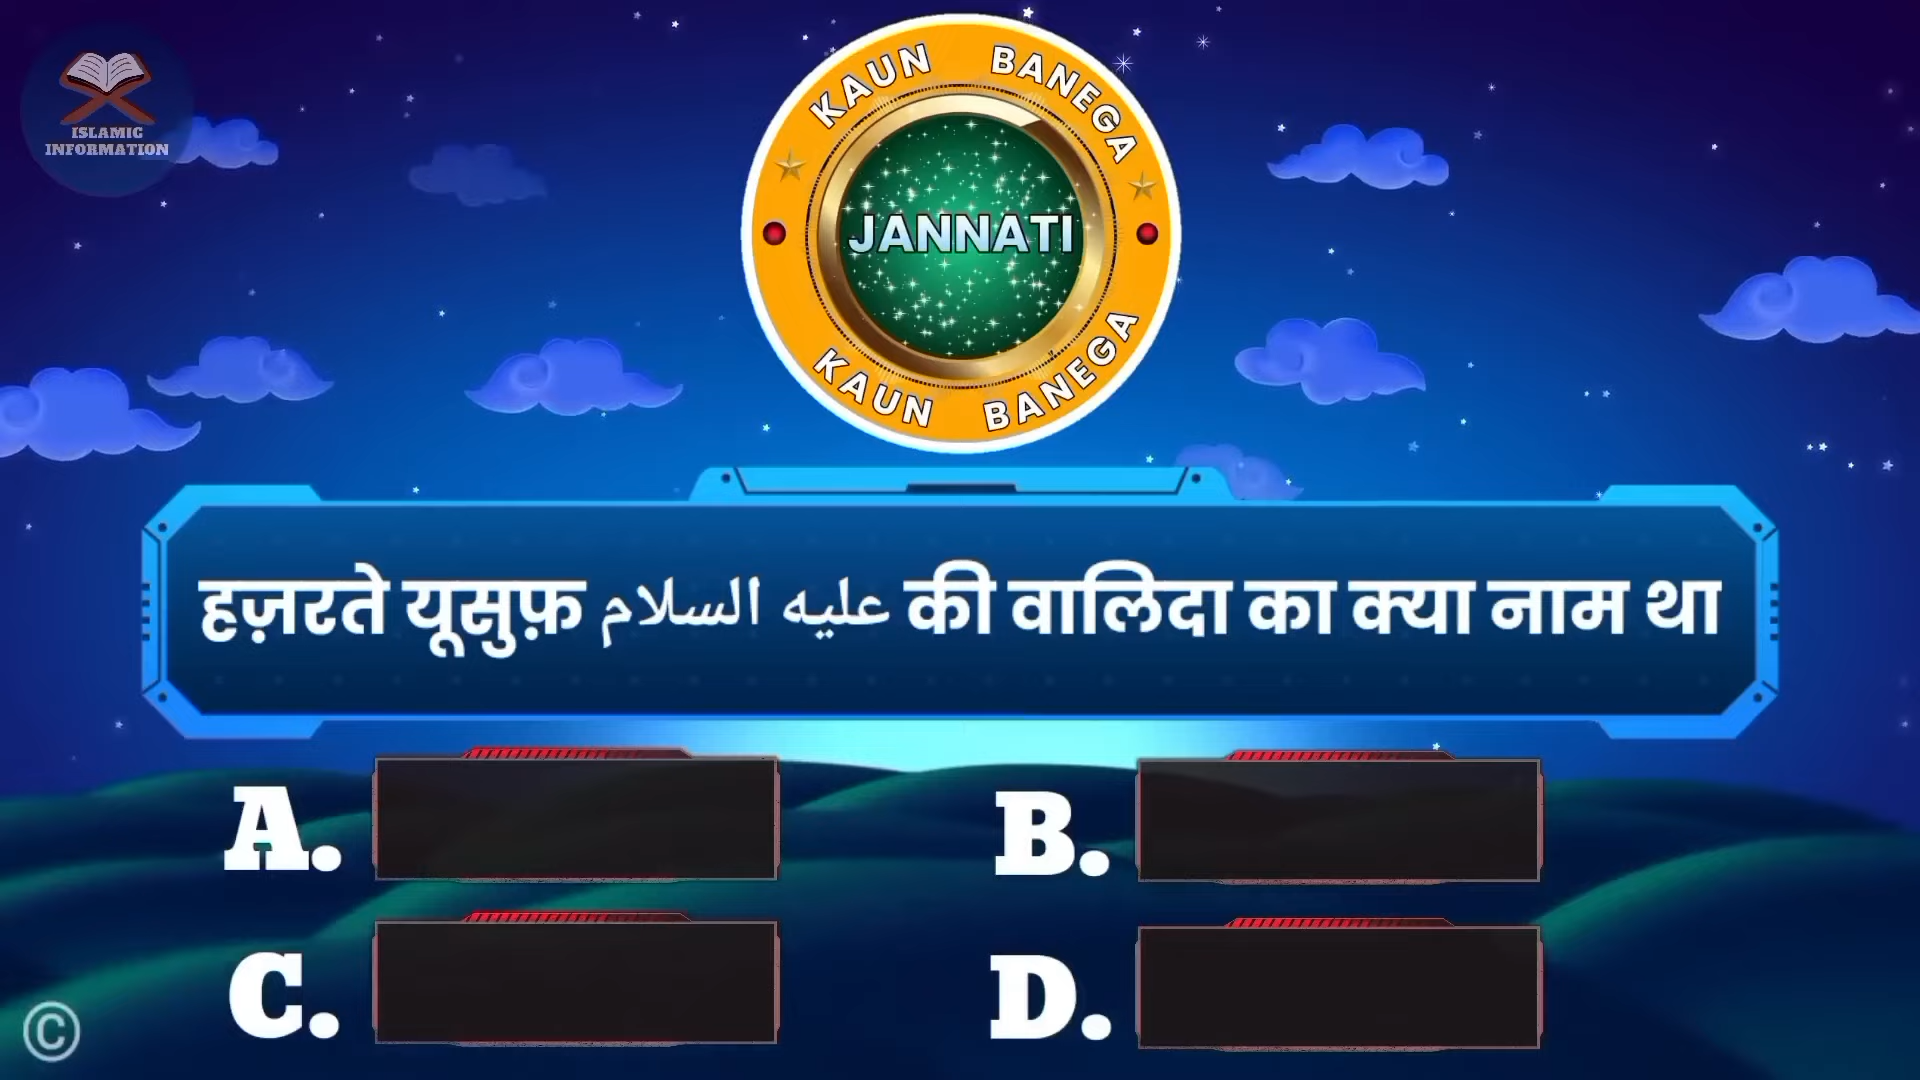 ISLAMIC
INFORMATION
KAUN BANEGA
JANNATI
KAUN BANEGA
हज़रते यूसुफ़ عليه السلام की वालिदा का क्या नाम था
A.
B.
C.
D.
©